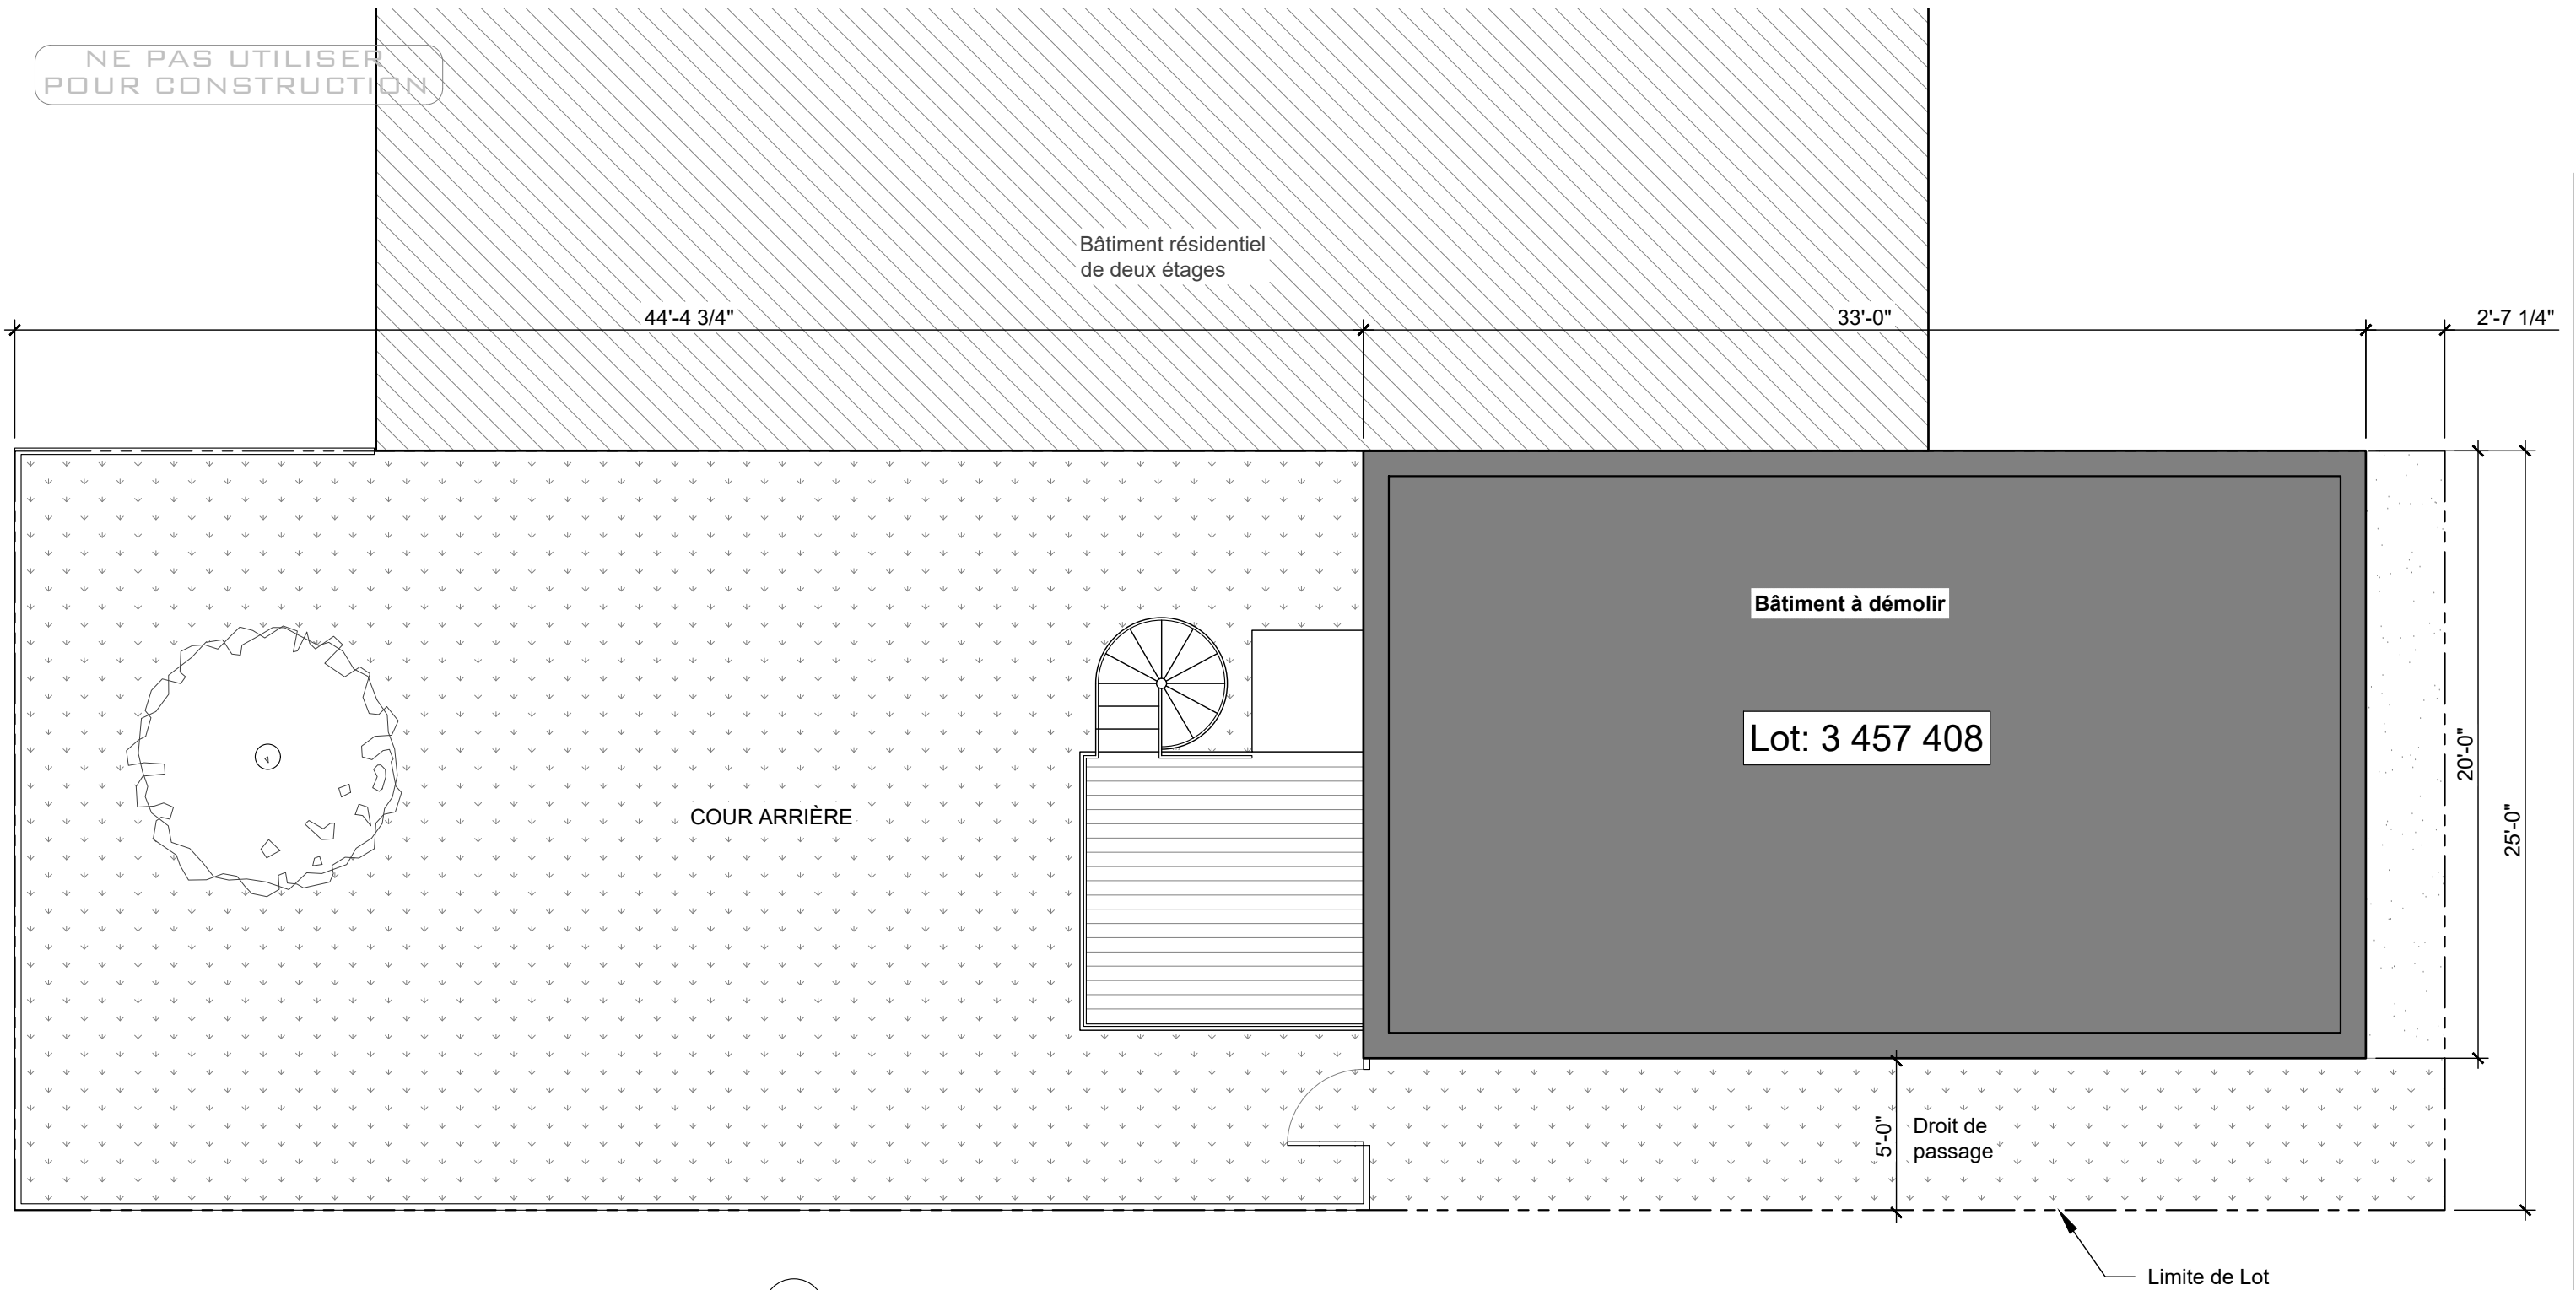 NE PAS UTILISER
POUR CONSTRUCTION
Bâtiment résidentiel
de deux étages
44'-4 3/4"
33'-0"
2'-7 1/4"
Bâtiment à démolir
Lot: 3 457 408
COUR ARRIÈRE
20'-0"
25'-0"
5'-0"
Droit de
passage
Limite de Lot